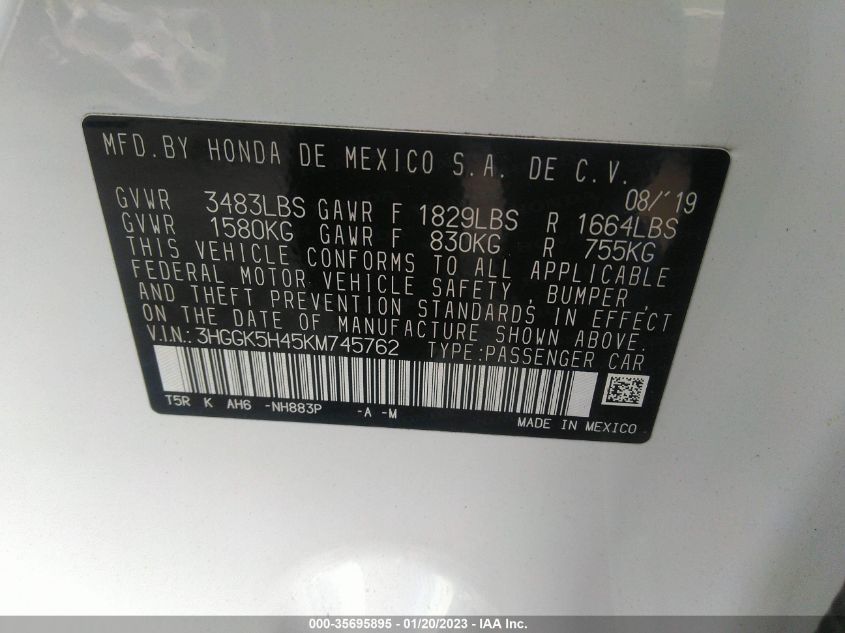 MFD.BY HONDA DE MEXICO S.A. DE C.V.
08/'19
GVWR 3483LBS GAWR F 1829LBS R 1664LBS
GVWR 1580KG GAWR F 830KG R 755KG
THIS VEHICLE CONFORMS TO ALL APPLICABLE
FEDERAL MOTOR VEHICLE SAFETY , BUMPER ,
AND THEFT PREVENTION STANDARDS IN EFFECT
ON THE DATE OF MANUFACTURE SHOWN ABOVE.
V.I.N.: 3HGGK5H45KM745762 TYPE:PASSENGER CAR
T5R K AH6 -NH883P -A -M
MADE IN MEXICO
000-35695895 - 01/20/2023 - IAA Inc.